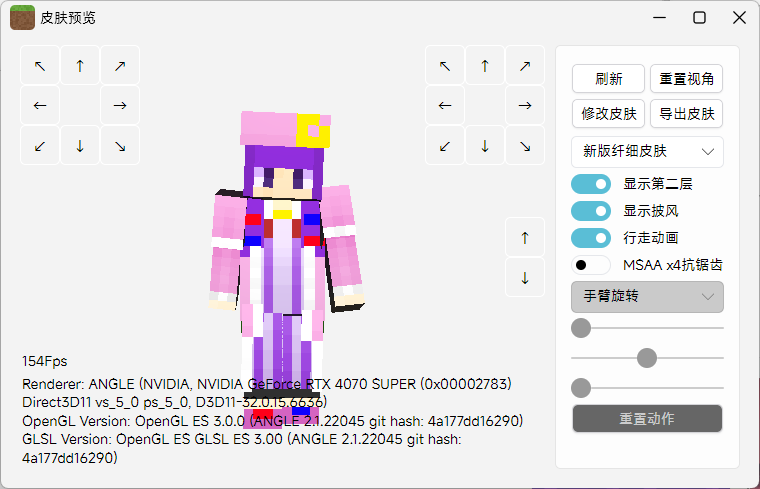 皮肤预览
↖ ↑ ↗
← →
↙ ↓ ↘
↖ ↑ ↗
← →
↙ ↓ ↘
↑
↓
刷新
重置视角
修改皮肤
导出皮肤
新版纤细皮肤
显示第二层
显示披风
行走动画
MSAA x4抗锯齿
手臂旋转
重置动作
154Fps
Renderer: ANGLE (NVIDIA, NVIDIA GeForce RTX 4070 SUPER (0x00002783)
Direct3D11 vs_5_0 ps_5_0, D3D11-32.0.15.6636)
OpenGL Version: OpenGL ES 3.0.0 (ANGLE 2.1.22045 git hash: 4a177dd16290)
GLSL Version: OpenGL ES GLSL ES 3.00 (ANGLE 2.1.22045 git hash:
4a177dd16290)